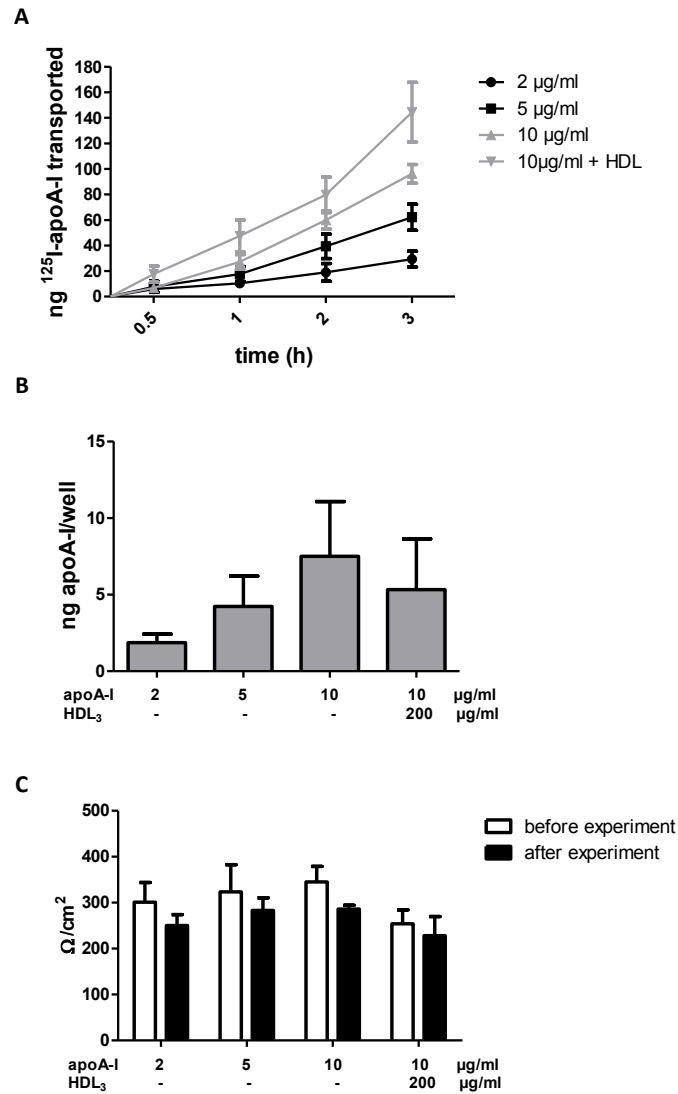 A
ng ¹²⁵I-apoA-I transported
180
160
140
120
100
80
60
40
20
0
0.5
1
2
3
time (h)
2 µg/ml
5 µg/ml
10 µg/ml
10µg/ml + HDL
B
ng apoA-I/well
15
10
5
0
apoA-I 2 5 10 10 µg/ml
HDL₃ - - - 200 µg/ml
C
Ω/cm²
500
400
300
200
100
0
before experiment
after experiment
apoA-I 2 5 10 10 µg/ml
HDL₃ - - - 200 µg/ml